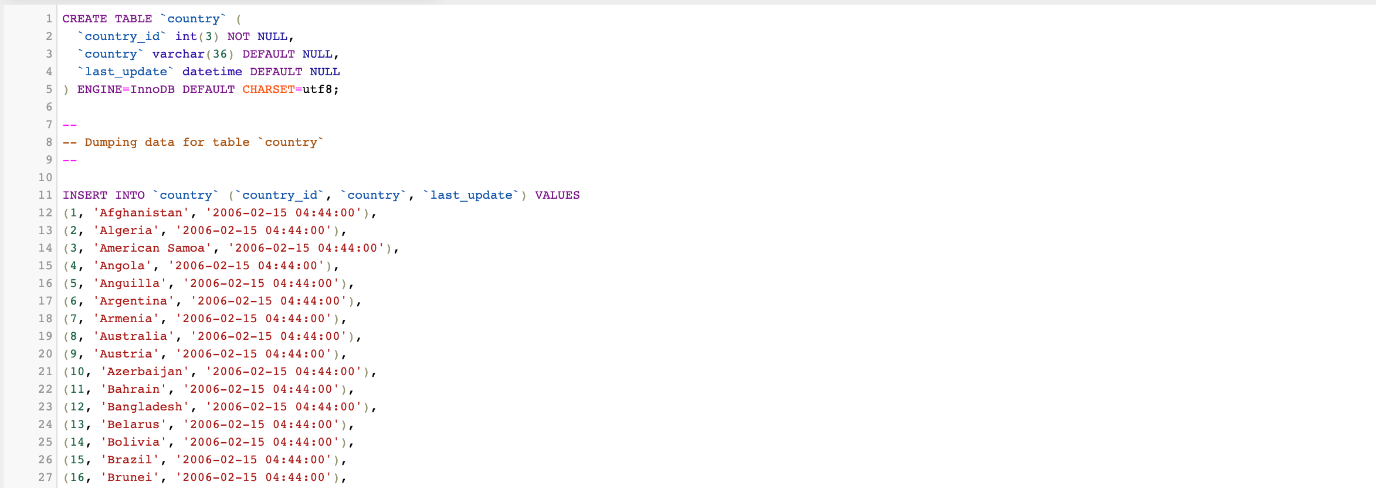 1 CREATE TABLE `country` (
2   `country_id` int(3) NOT NULL,
3   `country` varchar(36) DEFAULT NULL,
4   `last_update` datetime DEFAULT NULL
5 ) ENGINE=InnoDB DEFAULT CHARSET=utf8;
6
7 --
8 -- Dumping data for table `country`
9 --
10
11 INSERT INTO `country` (`country_id`, `country`, `last_update`) VALUES
12 (1, 'Afghanistan', '2006-02-15 04:44:00'),
13 (2, 'Algeria', '2006-02-15 04:44:00'),
14 (3, 'American Samoa', '2006-02-15 04:44:00'),
15 (4, 'Angola', '2006-02-15 04:44:00'),
16 (5, 'Anguilla', '2006-02-15 04:44:00'),
17 (6, 'Argentina', '2006-02-15 04:44:00'),
18 (7, 'Armenia', '2006-02-15 04:44:00'),
19 (8, 'Australia', '2006-02-15 04:44:00'),
20 (9, 'Austria', '2006-02-15 04:44:00'),
21 (10, 'Azerbaijan', '2006-02-15 04:44:00'),
22 (11, 'Bahrain', '2006-02-15 04:44:00'),
23 (12, 'Bangladesh', '2006-02-15 04:44:00'),
24 (13, 'Belarus', '2006-02-15 04:44:00'),
25 (14, 'Bolivia', '2006-02-15 04:44:00'),
26 (15, 'Brazil', '2006-02-15 04:44:00'),
27 (16, 'Brunei', '2006-02-15 04:44:00'),